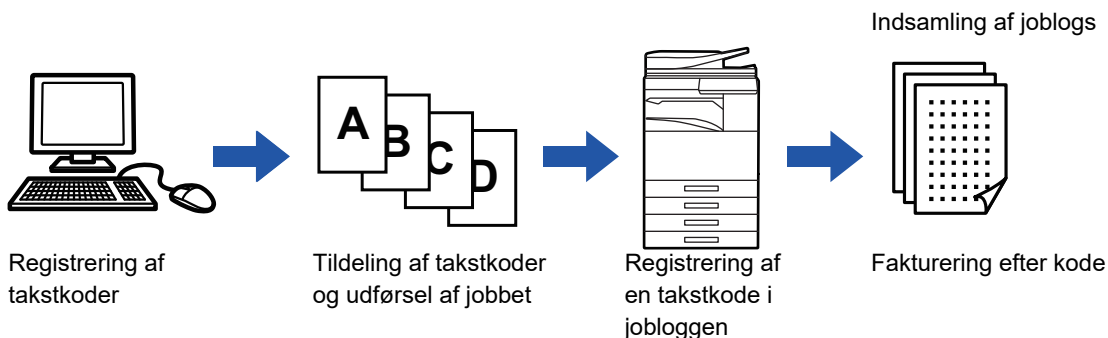 Indsamling af joblogs
A
B
C
D
Registrering af
takstkoder
Tildeling af takstkoder
og udførsel af jobbet
Registrering af
en takstkode i
jobloggen
Fakturering efter kode